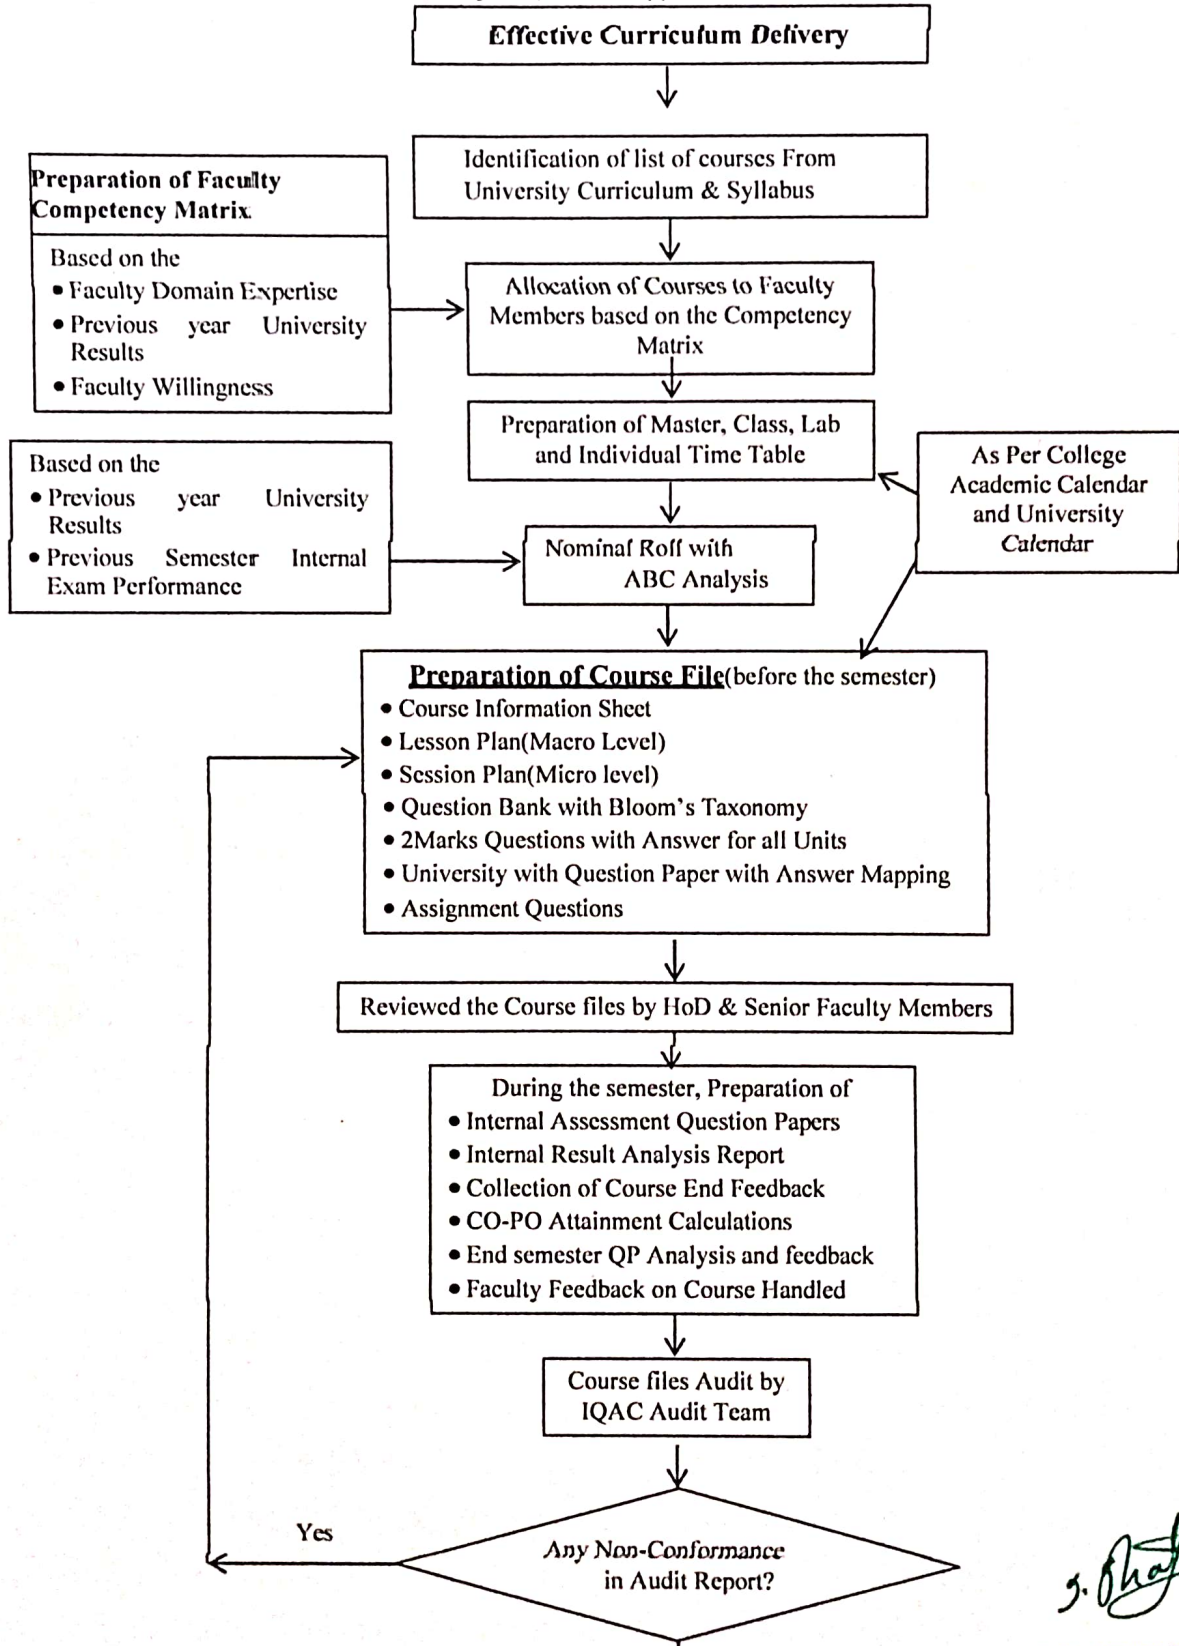 Effective Curriculum Delivery
Identification of list of courses From
University Curriculum & Syllabus
Preparation of Faculty
Competency Matrix
Based on the
• Faculty Domain Expertise
• Previous year University
Results
• Faculty Willingness
Allocation of Courses to Faculty
Members based on the Competency
Matrix
Preparation of Master, Class, Lab
and Individual Time Table
As Per College
Academic Calendar
and University
Calendar
Based on the
• Previous year University
Results
• Previous Semester Internal
Exam Performance
Nominal Roll with
ABC Analysis
Preparation of Course File(before the semester)
• Course Information Sheet
• Lesson Plan(Macro Level)
• Session Plan(Micro level)
• Question Bank with Bloom's Taxonomy
• 2Marks Questions with Answer for all Units
• University with Question Paper with Answer Mapping
• Assignment Questions
Reviewed the Course files by HoD & Senior Faculty Members
During the semester, Preparation of
• Internal Assessment Question Papers
• Internal Result Analysis Report
• Collection of Course End Feedback
• CO-PO Attainment Calculations
• End semester QP Analysis and feedback
• Faculty Feedback on Course Handled
Course files Audit by
IQAC Audit Team
Yes
Any Non-Conformance
in Audit Report?